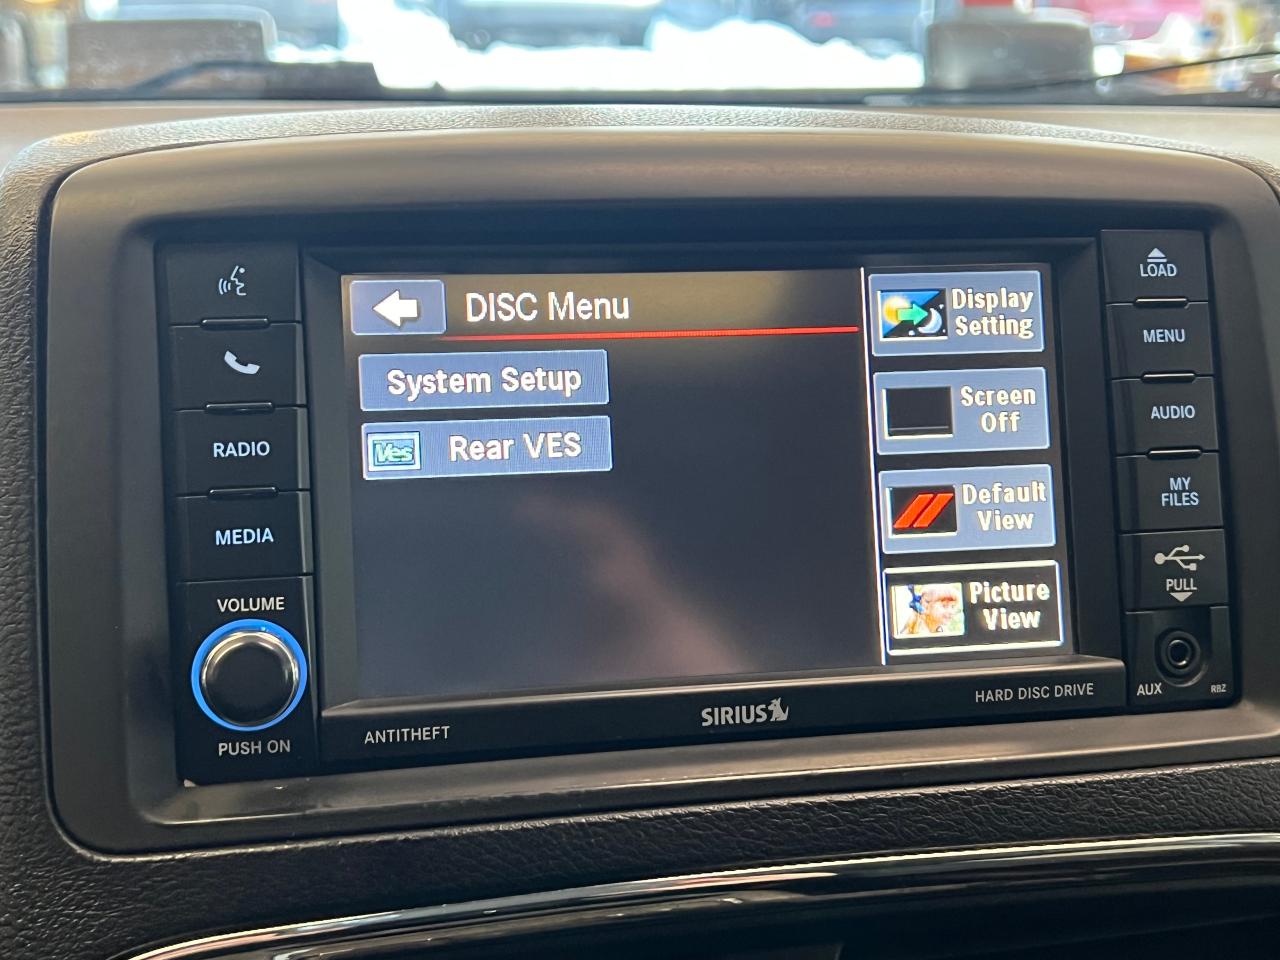 DISC Menu
System Setup
Ves
Rear VES
Display
Setting
Screen
Off
Default
View
Picture
View
RADIO
MEDIA
VOLUME
PUSH ON
LOAD
MENU
AUDIO
MY
FILES
PULL
AUX
RBZ
ANTITHEFT
SIRIUS
HARD DISC DRIVE